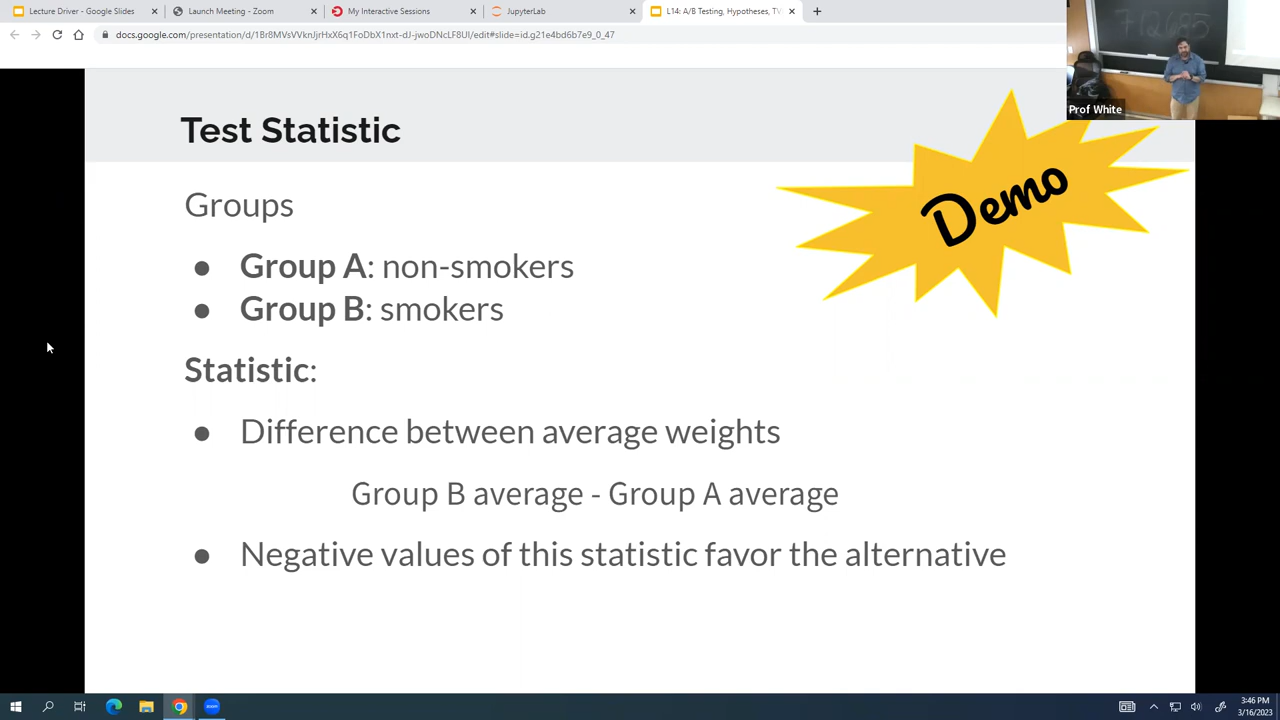 Lecture Driver - Google Slides
Launch Meeting - Zoom
My Interactive Sessions
JupyterLab
L14: A/B Testing, Hypotheses, TV
docs.google.com/presentation/d/1Br8MVsVVknJjrHxX6q1FoDbX1nxt-dJ-jwoDNcLF8UI/edit#slide=id.g21e4bd6b7e9_0_47
712685
Prof White
Test Statistic
Demo
Groups
● Group A: non-smokers
● Group B: smokers
Statistic:
● Difference between average weights
Group B average - Group A average
● Negative values of this statistic favor the alternative
zoom
3:46 PM
3/16/2023